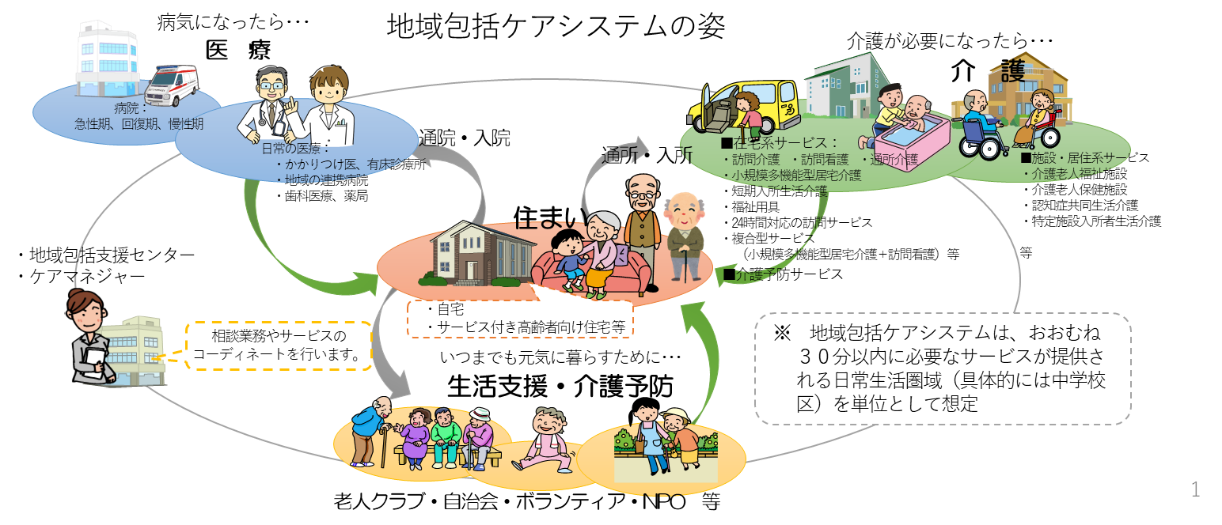 地域包括ケアシステムの姿
病気になったら･･･
医　療
病院：
急性期、回復期、慢性期
日常の医療：
・かかりつけ医、有床診療所
・地域の連携病院
・歯科医療、薬局
通院・入院
介護が必要になったら･･･
介　護
通所・入所
■在宅系サービス：
・訪問介護　・訪問看護　・通所介護
・小規模多機能型居宅介護
・短期入所生活介護
・福祉用具
・24時間対応の訪問サービス
・複合型サービス
（小規模多機能型居宅介護＋訪問看護）等
■介護予防サービス
■施設・居住系サービス
・介護老人福祉施設
・介護老人保健施設
・認知症共同生活介護
・特定施設入所者生活介護
等
住まい
・自宅
・サービス付き高齢者向け住宅等
・地域包括支援センター
・ケアマネジャー
相談業務やサービスの
コーディネートを行います。
いつまでも元気に暮らすために･･･
生活支援・介護予防
老人クラブ・自治会・ボランティア・NPO　等
※　地域包括ケアシステムは、おおむね
３０分以内に必要なサービスが提供さ
れる日常生活圏域（具体的には中学校
区）を単位として想定
1